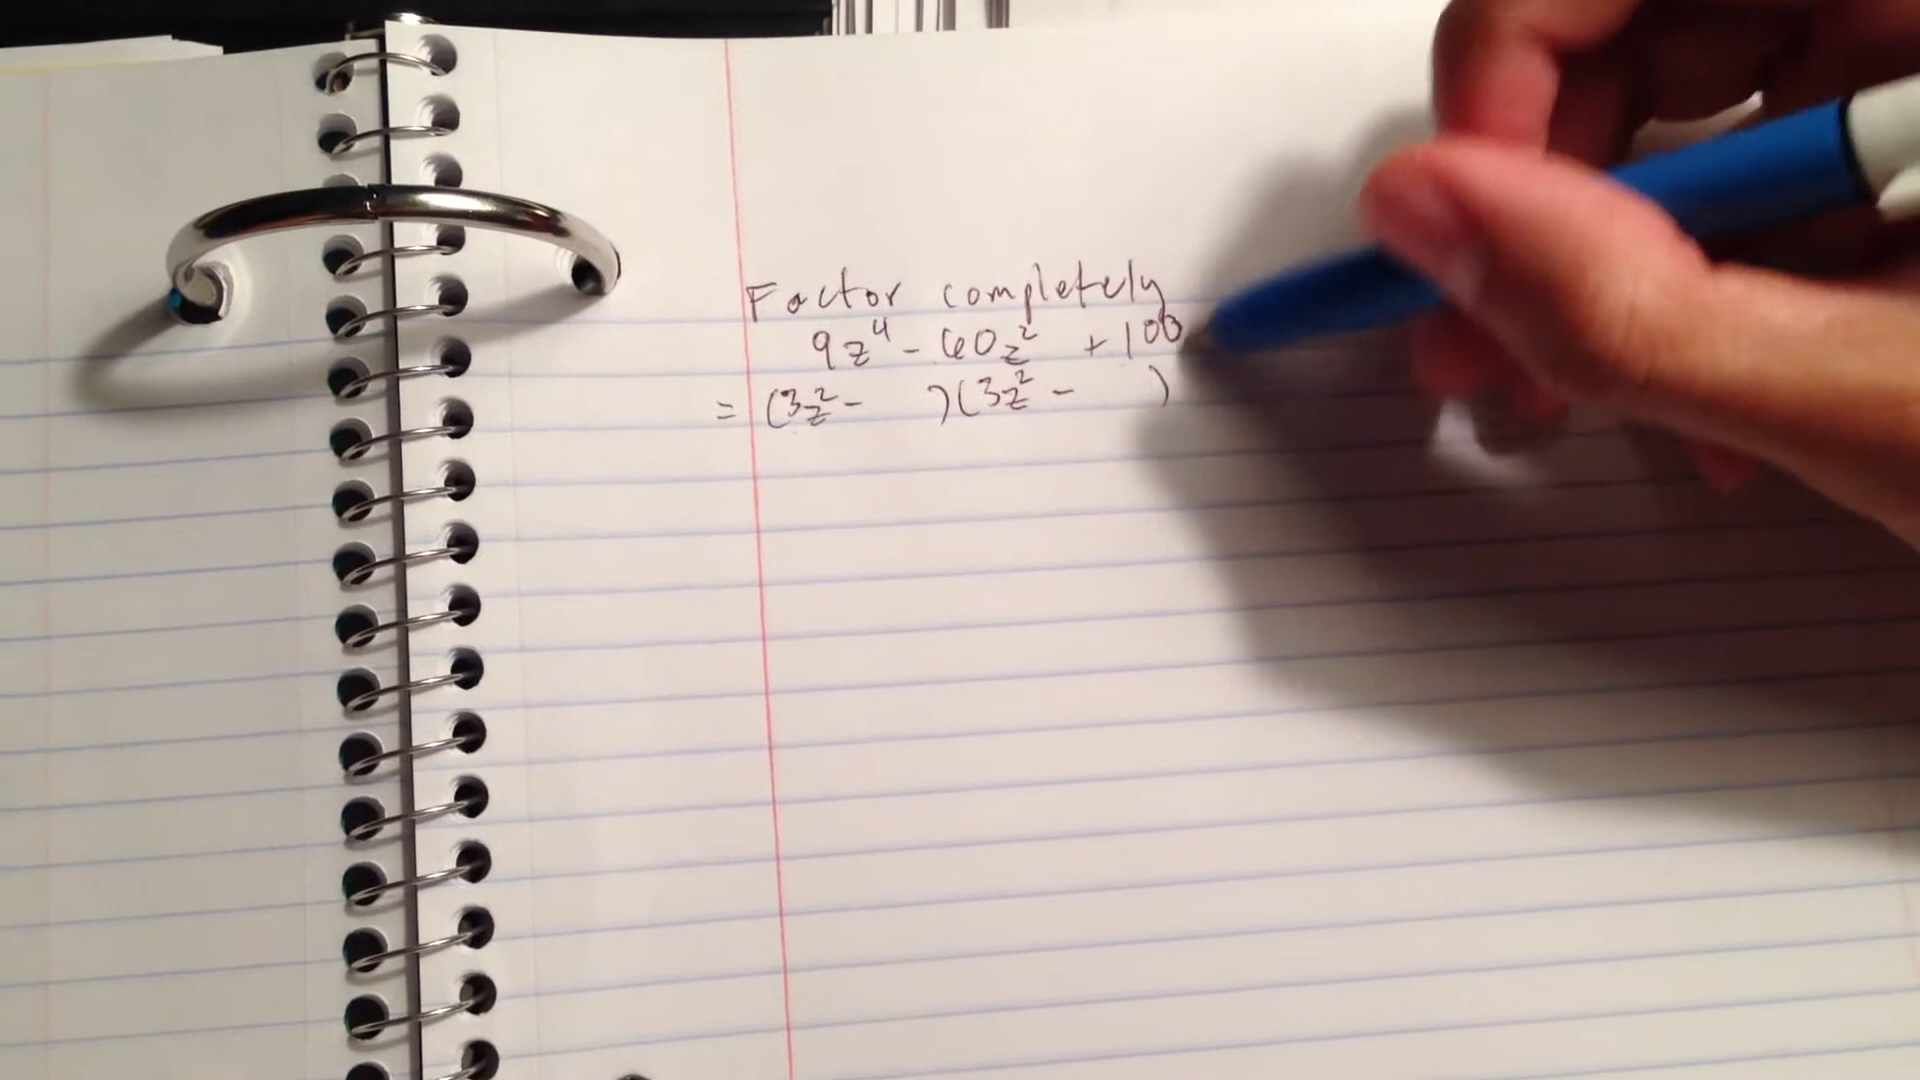 Factor completely
9z⁴ - 60z² + 100
= (3z² -    )(3z² -    )